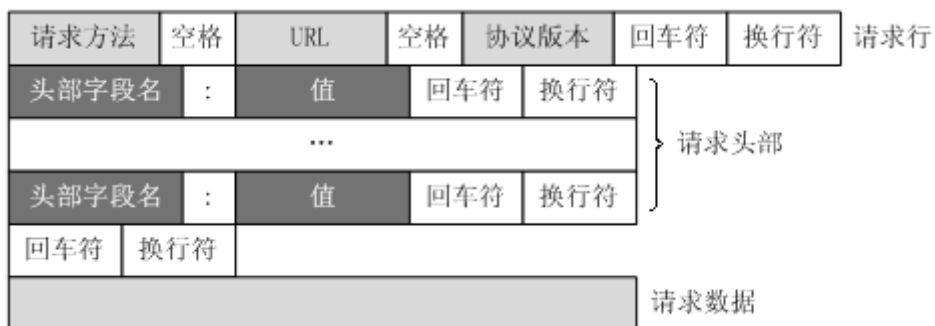 请求方法 空格 URL 空格 协议版本 回车符 换行符 请求行
头部字段名 : 值 回车符 换行符
... 请求头部
头部字段名 : 值 回车符 换行符
回车符 换行符
请求数据